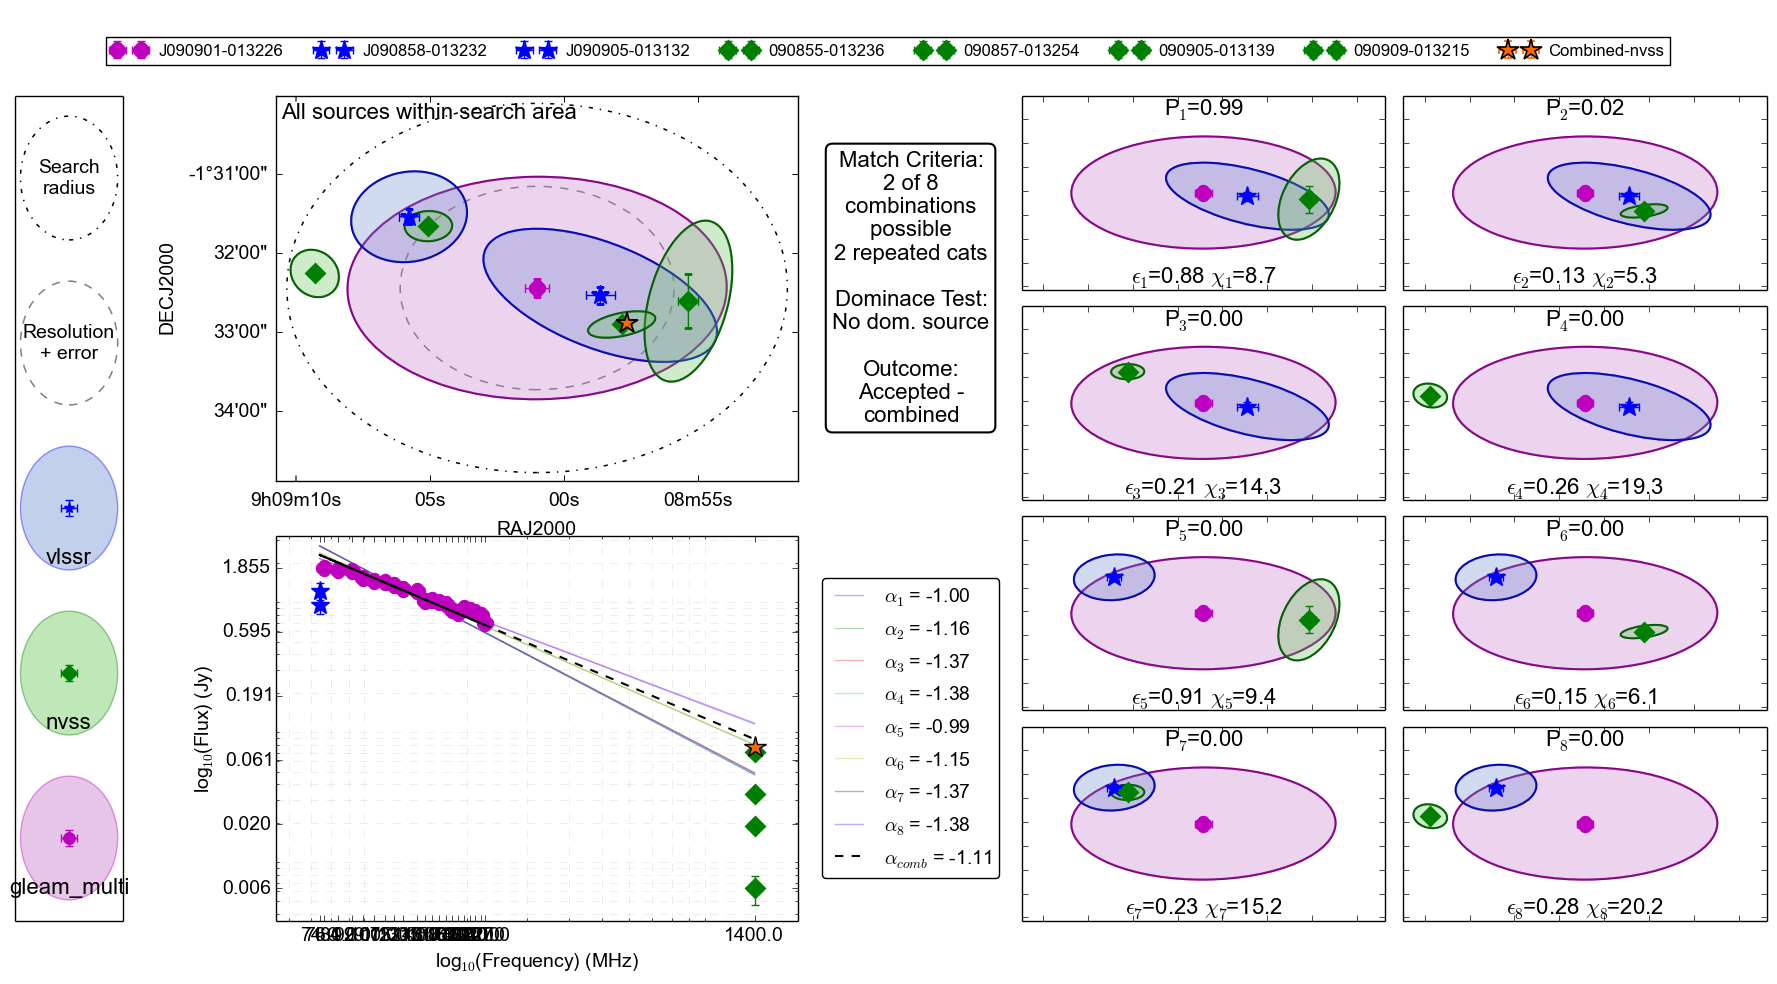 J090901-013226 J090858-013232 J090905-013132 090855-013236 090857-013254 090905-013139 090909-013215 Combined-nvss
Search
radius
Resolution
+ error
vlssr
nvss
gleam_multi
All sources within search area
DECJ2000
-1°31'00"
32'00"
33'00"
34'00"
9h09m10s 05s 00s 08m55s
RAJ2000
Match Criteria:
2 of 8
combinations
possible
2 repeated cats
Dominace Test:
No dom. source
Outcome:
Accepted -
combined
log10(Flux) (Jy)
1.855
0.595
0.191
0.061
0.020
0.006
1400.0
log10(Frequency) (MHz)
α1 = -1.00
α2 = -1.16
α3 = -1.37
α4 = -1.38
α5 = -0.99
α6 = -1.15
α7 = -1.37
α8 = -1.38
αcomb = -1.11
P1=0.99
ϵ1=0.88 χ1=8.7
P2=0.02
ϵ2=0.13 χ2=5.3
P3=0.00
ϵ3=0.21 χ3=14.3
P4=0.00
ϵ4=0.26 χ4=19.3
P5=0.00
ϵ5=0.91 χ5=9.4
P6=0.00
ϵ6=0.15 χ6=6.1
P7=0.00
ϵ7=0.23 χ7=15.2
P8=0.00
ϵ8=0.28 χ8=20.2